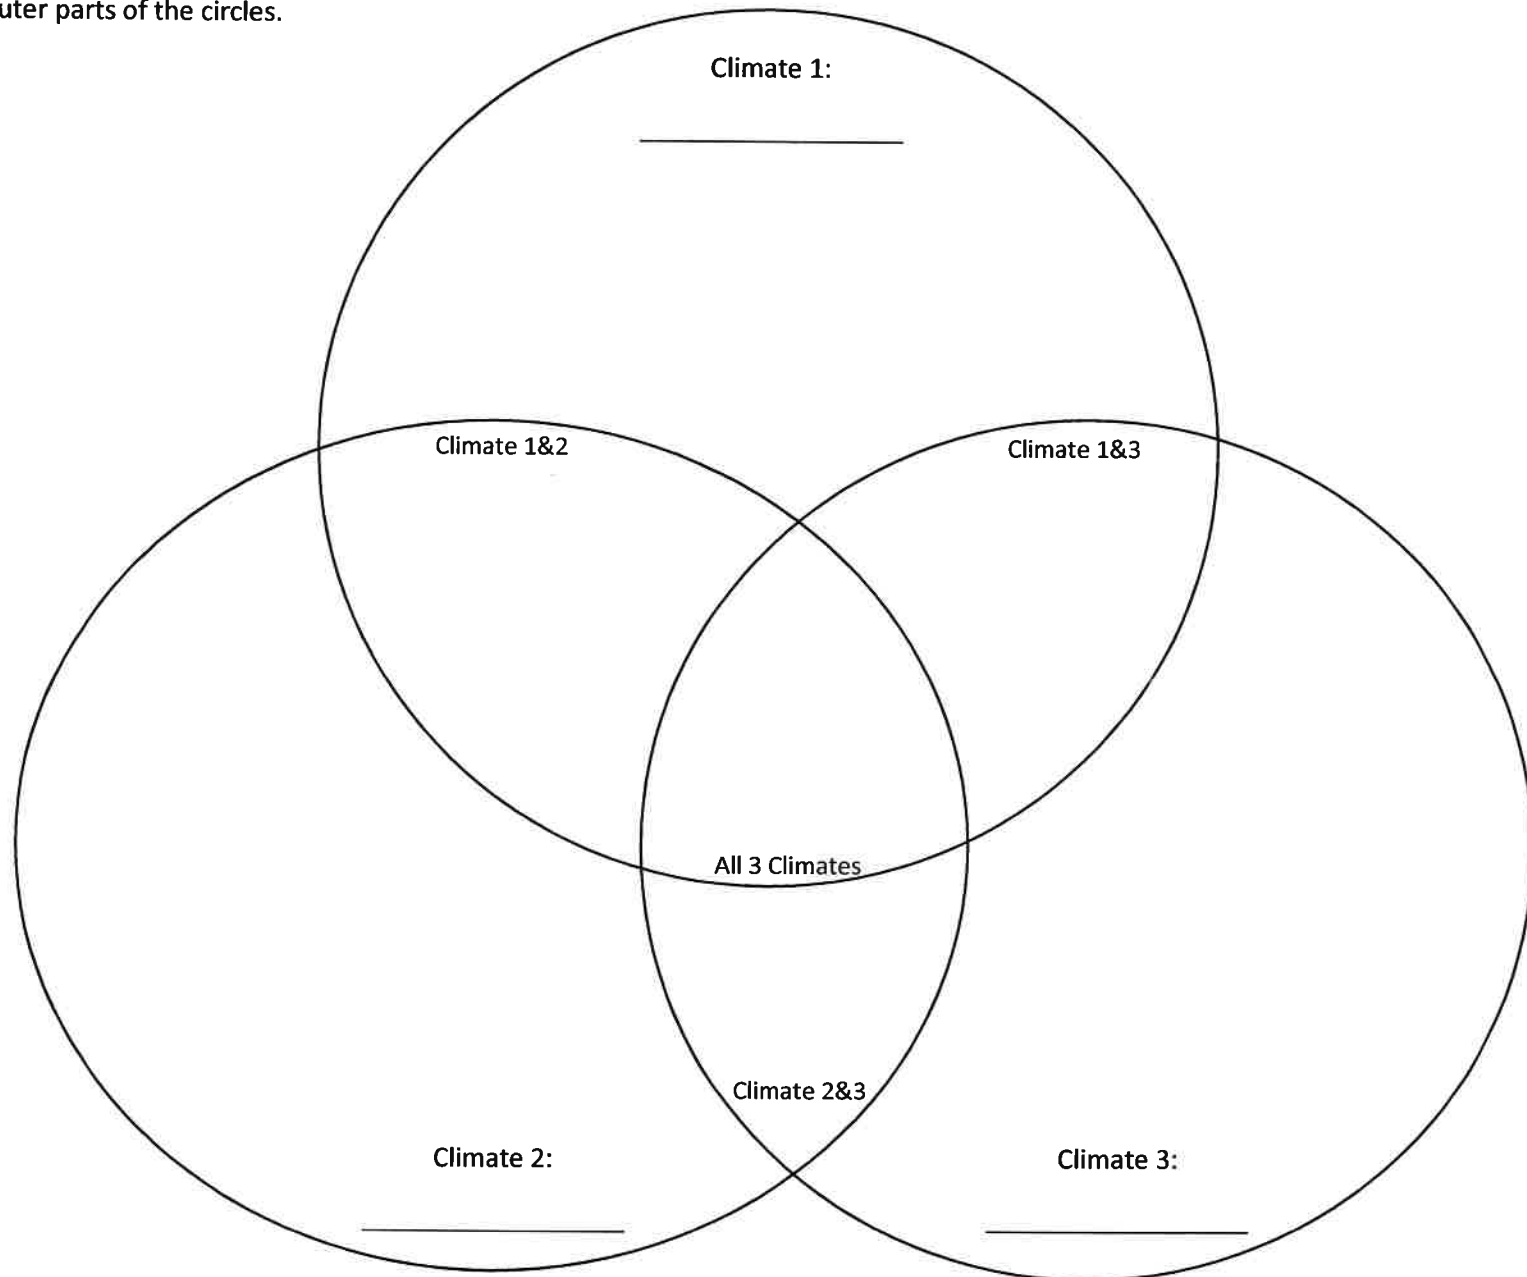 uter parts of the circles.
Climate 1:
Climate 1&2
Climate 1&3
All 3 Climates
Climate 2&3
Climate 2:
Climate 3: